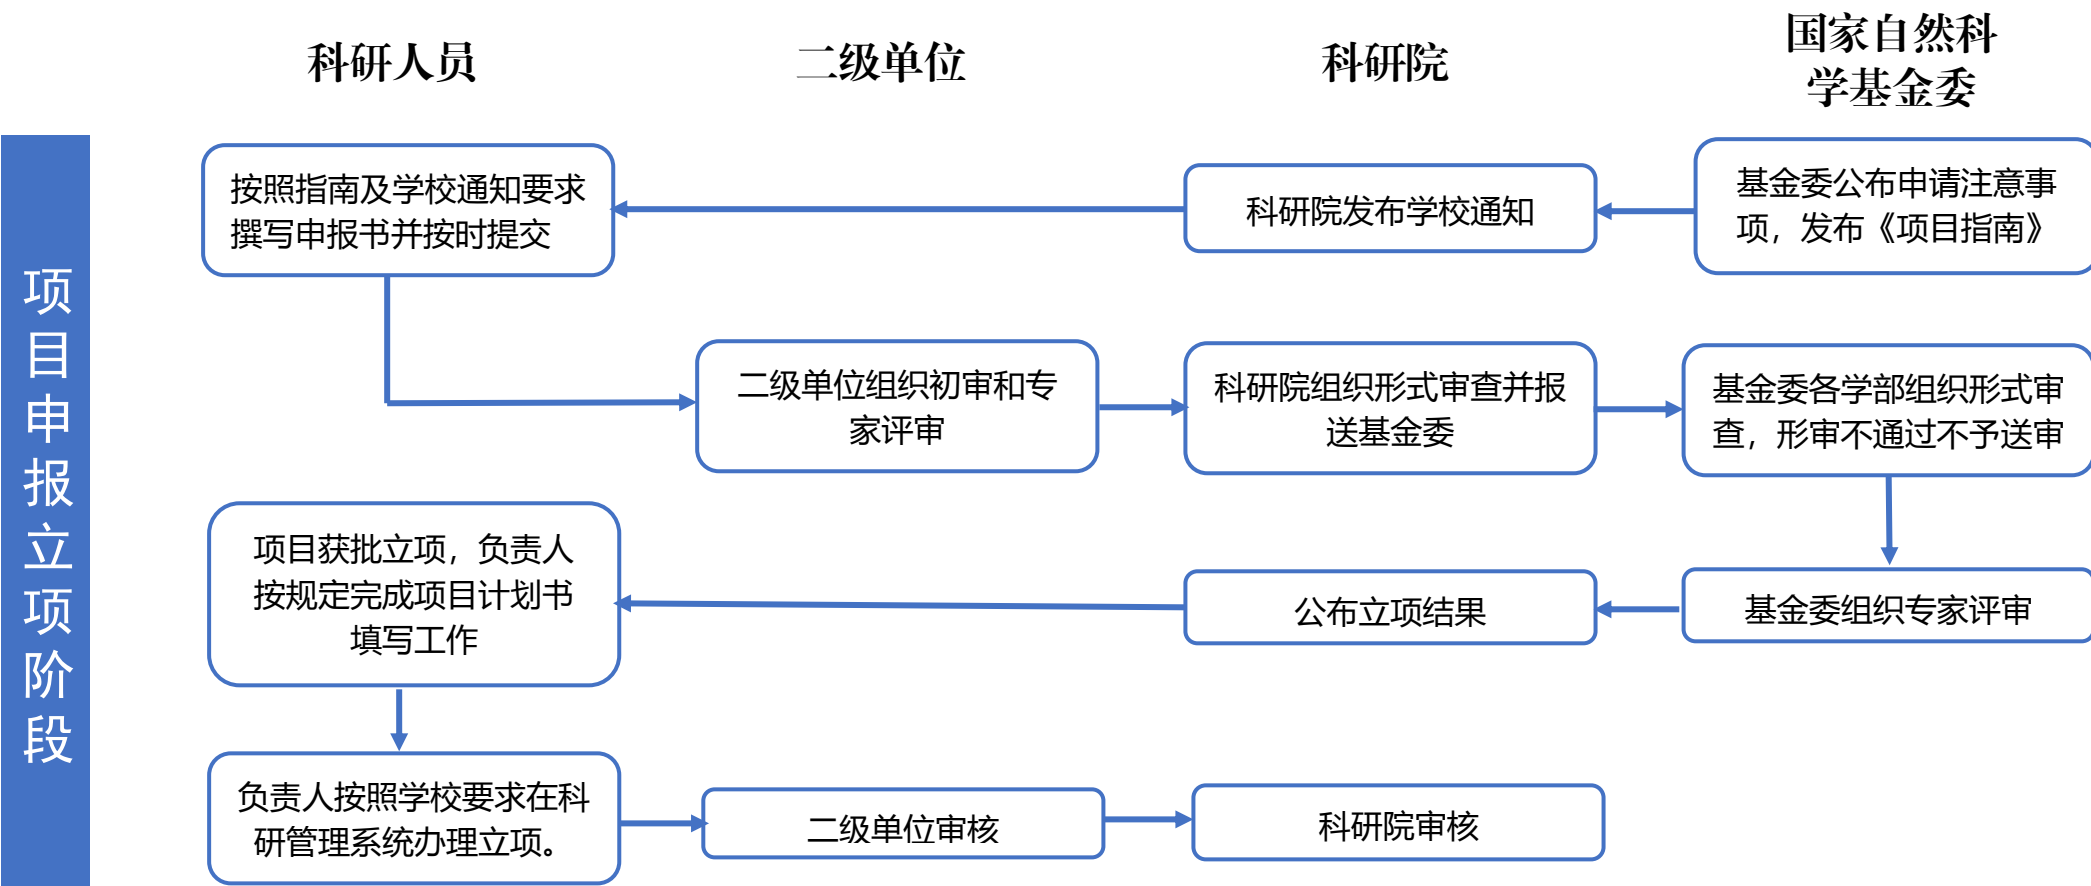 科研人员
二级单位
科研院
国家自然科
学基金委
项目申报立项阶段
按照指南及学校通知要求
撰写申报书并按时提交
科研院发布学校通知
基金委公布申请注意事
项，发布《项目指南》
二级单位组织初审和专
家评审
科研院组织形式审查并报
送基金委
基金委各学部组织形式审
查，形审不通过不予送审
项目获批立项，负责人
按规定完成项目计划书
填写工作
公布立项结果
基金委组织专家评审
负责人按照学校要求在科
研管理系统办理立项。
二级单位审核
科研院审核